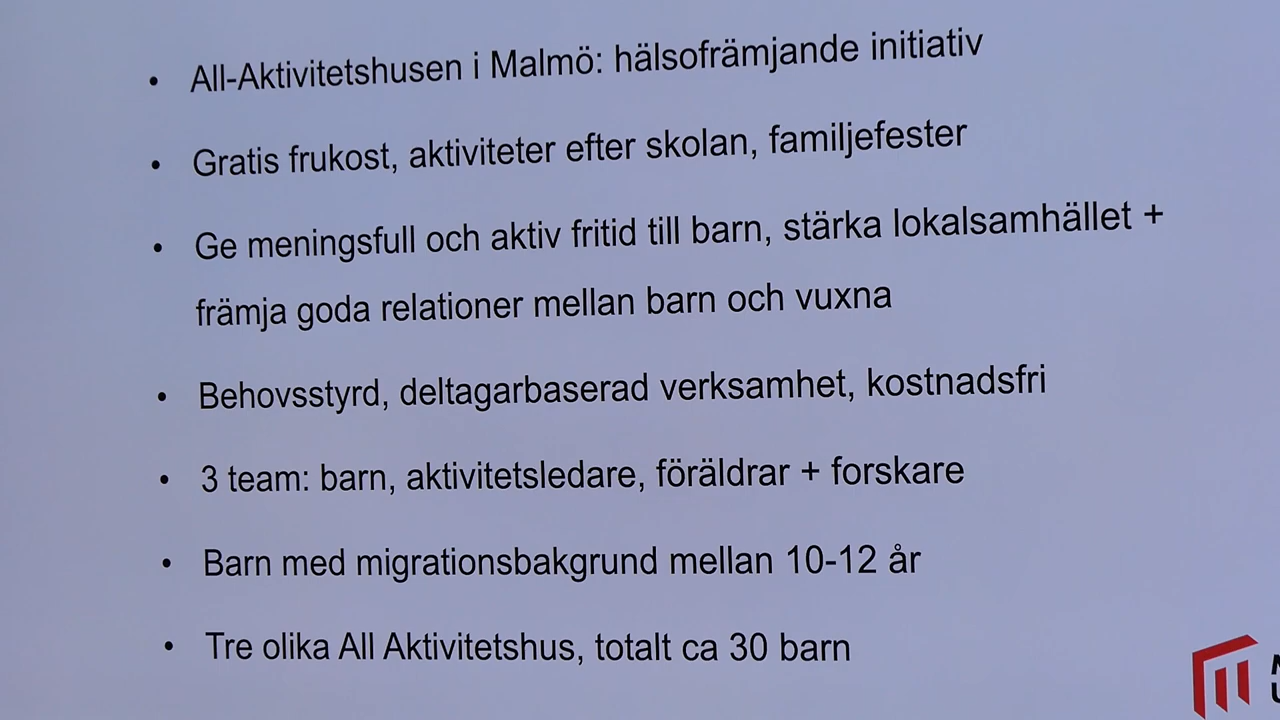 • All-Aktivitetshusen i Malmö: hälsofrämjande initiativ
• Gratis frukost, aktiviteter efter skolan, familjefester
• Ge meningsfull och aktiv fritid till barn, stärka lokalsamhället +
främja goda relationer mellan barn och vuxna
• Behovsstyrd, deltagarbaserad verksamhet, kostnadsfri
• 3 team: barn, aktivitetsledare, föräldrar + forskare
• Barn med migrationsbakgrund mellan 10-12 år
• Tre olika All Aktivitetshus, totalt ca 30 barn